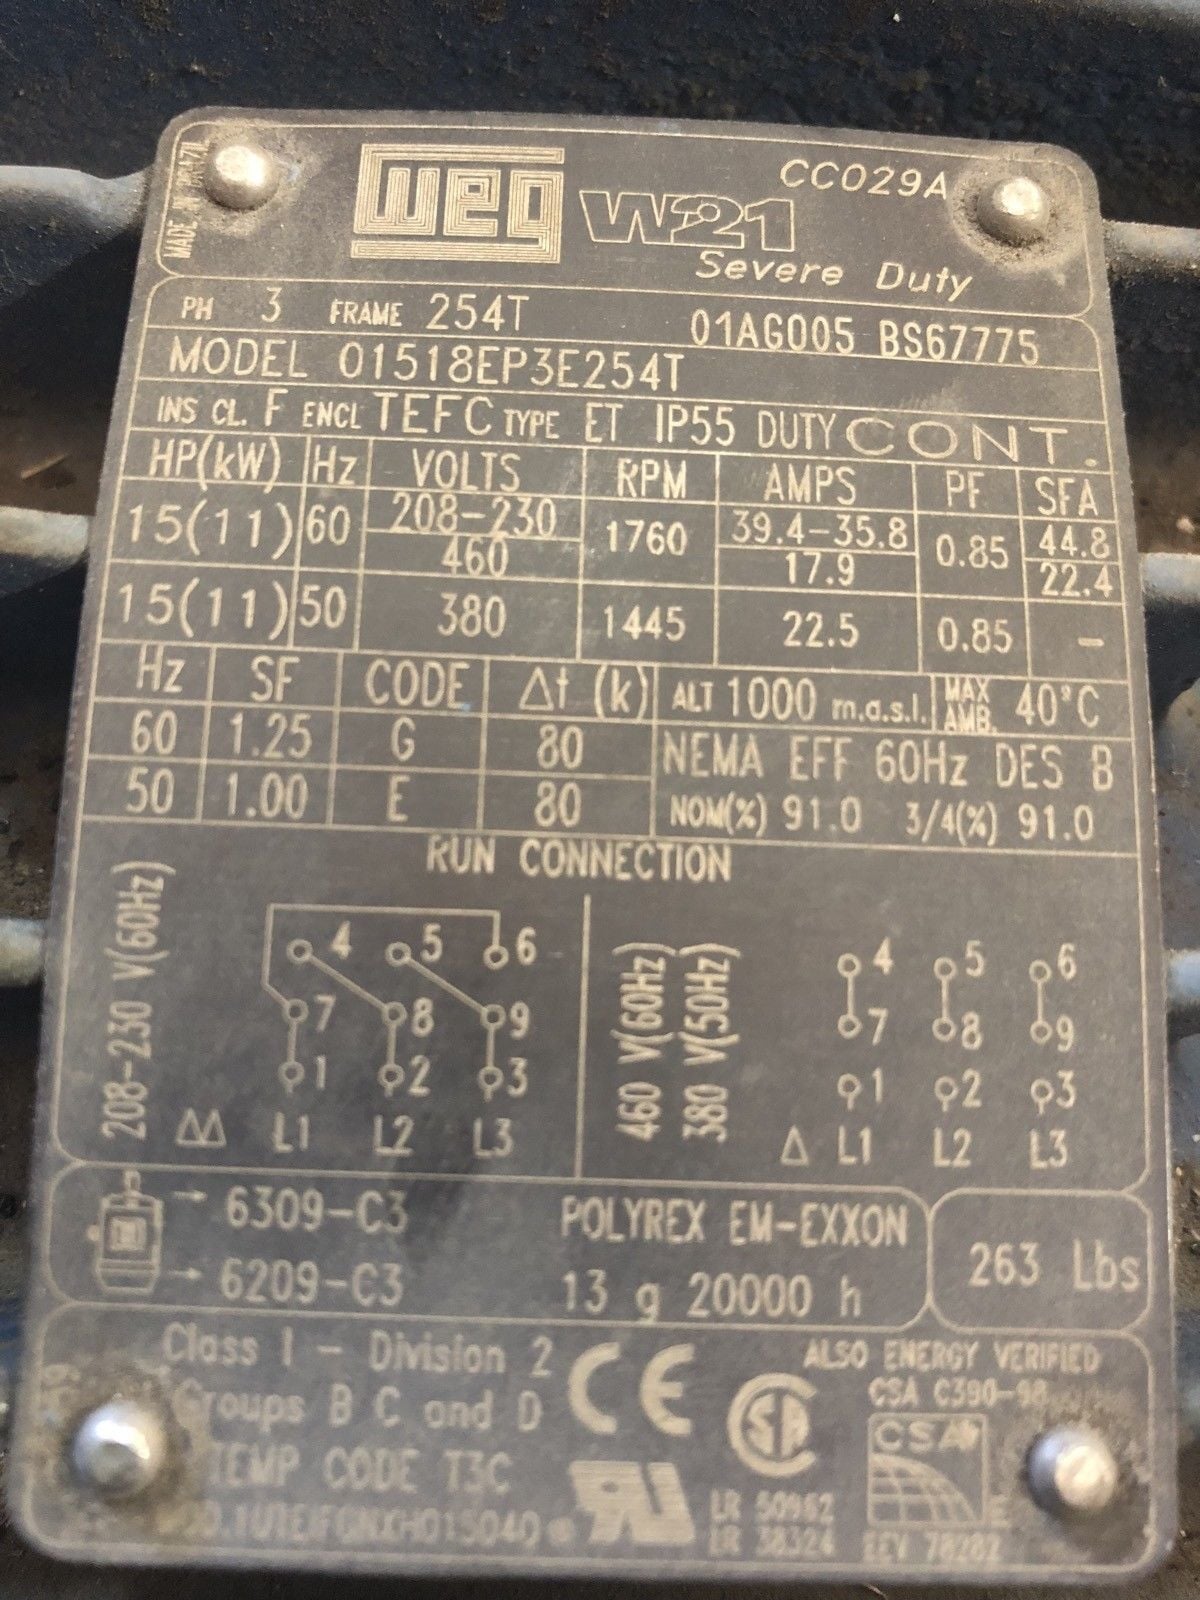 MADE IN BRAZIL
WEG W21 CC029A
Severe Duty
PH 3 FRAME 254T 01AG005 BS67775
MODEL 01518EP3E254T
INS CL. F ENCL TEFC TYPE ET IP55 DUTY CONT.
HP(kW) Hz VOLTS RPM AMPS PF SFA
15(11) 60 208-230 1760 39.4-35.8 0.85 44.8
460 17.9 22.4
15(11) 50 380 1445 22.5 0.85 -
Hz SF CODE Δt (k) ALT 1000 m.a.s.l. MAX AMB. 40°C
60 1.25 G 80 NEMA EFF 60Hz DES B
50 1.00 E 80 NOM(%) 91.0 3/4(%) 91.0
RUN CONNECTION
208-230 V(60Hz)
4 5 6
7 8 9
1 2 3
ΔΔ L1 L2 L3
460 V(60Hz)
380 V(50Hz)
4 5 6
7 8 9
1 2 3
Δ L1 L2 L3
→ 6309-C3 POLYREX EM-EXXON
→ 6209-C3 13 g 20000 h
263 Lbs
Class I - Division 2
Groups B C and D
TEMP CODE T3C
CE
ALSO ENERGY VERIFIED
CSA C390-98
CSA
LR 50962
LR 38324
EEV 78282